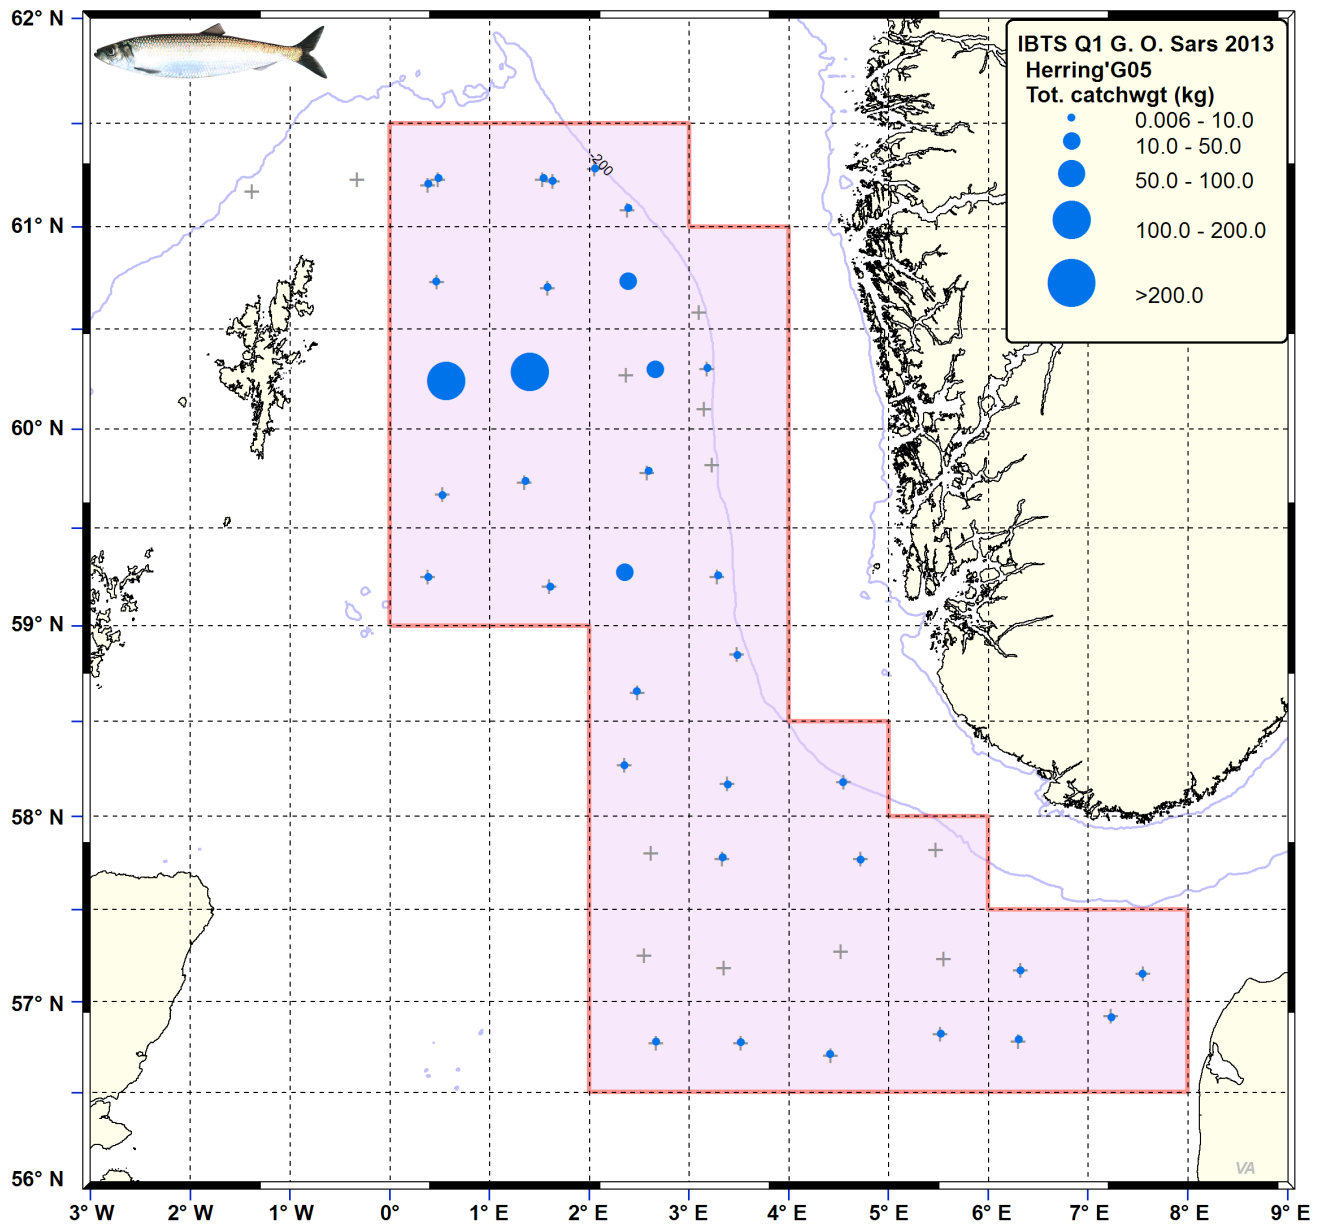 62° N
61° N
60° N
59° N
58° N
57° N
56° N
IBTS Q1 G. O. Sars 2013
Herring'G05
Tot. catchwgt (kg)
0.006 - 10.0
10.0 - 50.0
50.0 - 100.0
100.0 - 200.0
>200.0
-200
VA
3° W 2° W 1° W 0° 1° E 2° E 3° E 4° E 5° E 6° E 7° E 8° E 9° E